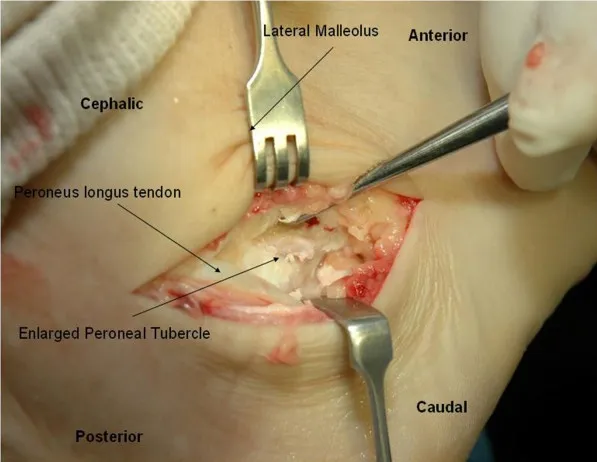 Lateral Malleolus
Anterior
Cephalic
Peroneus longus tendon
Enlarged Peroneal Tubercle
Caudal
Posterior